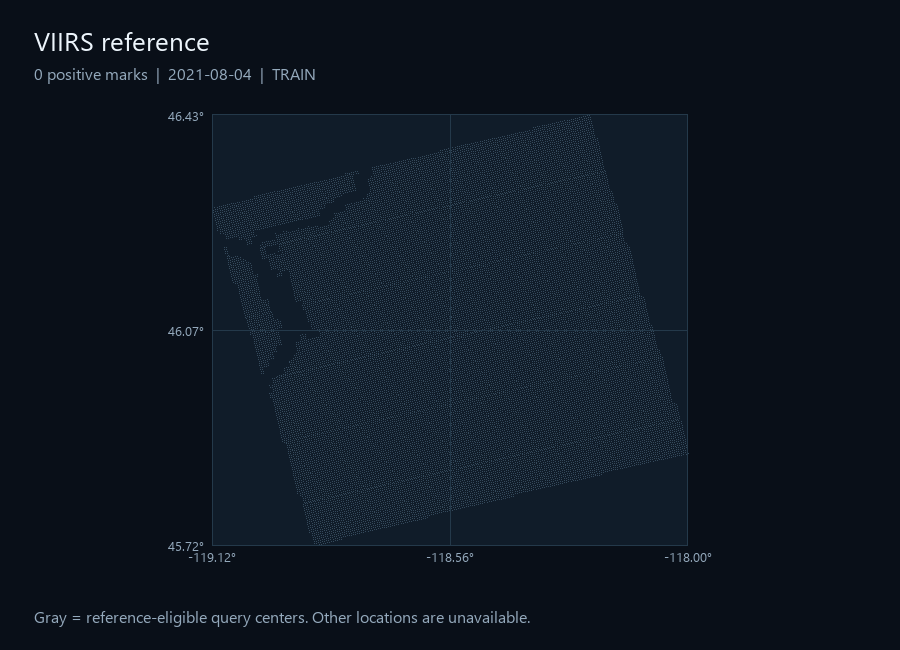 VIIRS reference
0 positive marks | 2021-08-04 | TRAIN
46.43°
46.07°
45.72°
-119.12° -118.56° -118.00°
Gray = reference-eligible query centers. Other locations are unavailable.